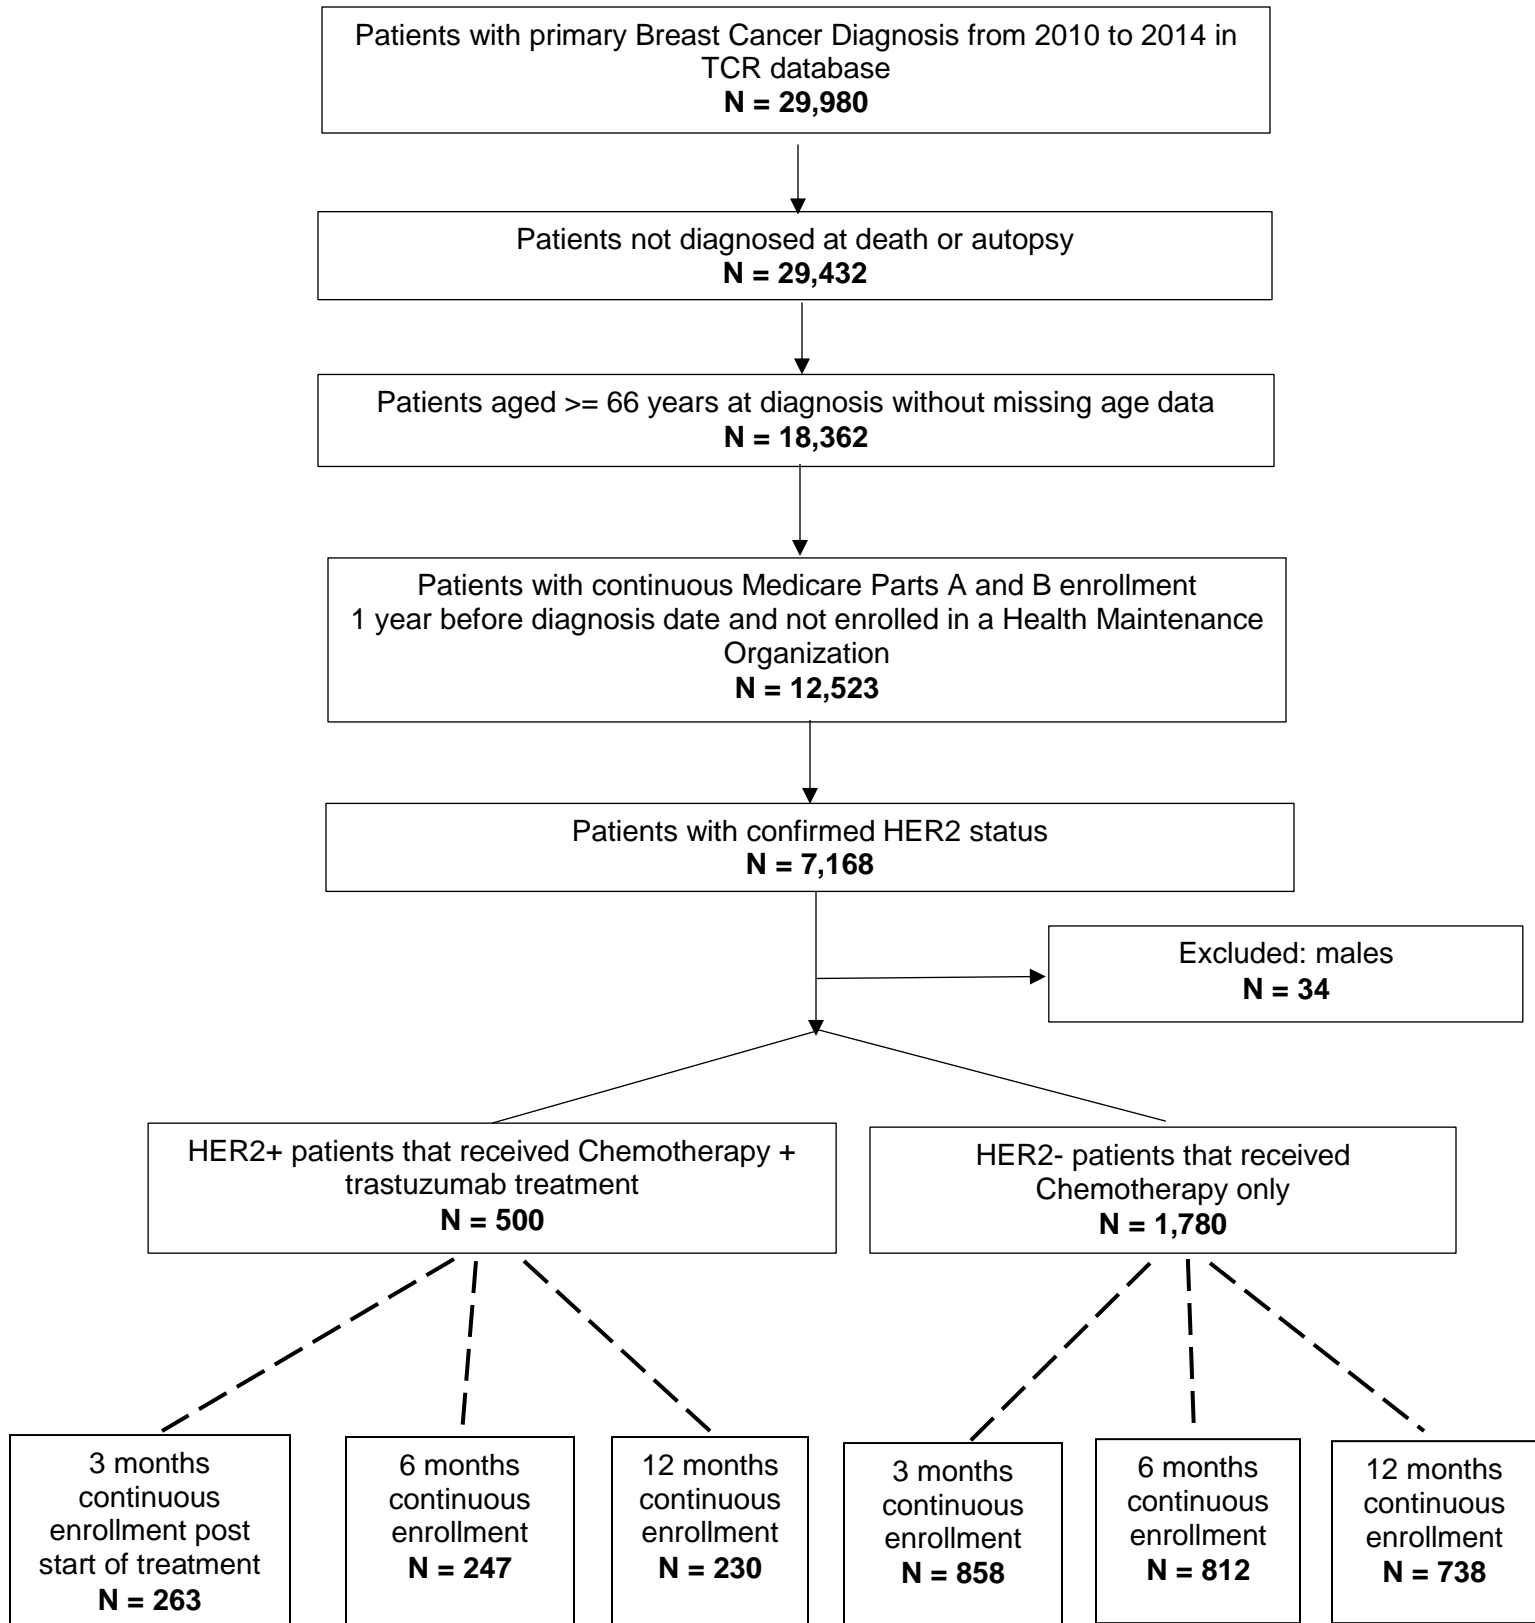 Patients with primary Breast Cancer Diagnosis from 2010 to 2014 in
TCR database
N = 29,980
Patients not diagnosed at death or autopsy
N = 29,432
Patients aged >= 66 years at diagnosis without missing age data
N = 18,362
Patients with continuous Medicare Parts A and B enrollment
1 year before diagnosis date and not enrolled in a Health Maintenance
Organization
N = 12,523
Patients with confirmed HER2 status
N = 7,168
Excluded: males
N = 34
HER2+ patients that received Chemotherapy +
trastuzumab treatment
N = 500
HER2- patients that received
Chemotherapy only
N = 1,780
3 months
continuous
enrollment post
start of treatment
N = 263
6 months
continuous
enrollment
N = 247
12 months
continuous
enrollment
N = 230
3 months
continuous
enrollment
N = 858
6 months
continuous
enrollment
N = 812
12 months
continuous
enrollment
N = 738